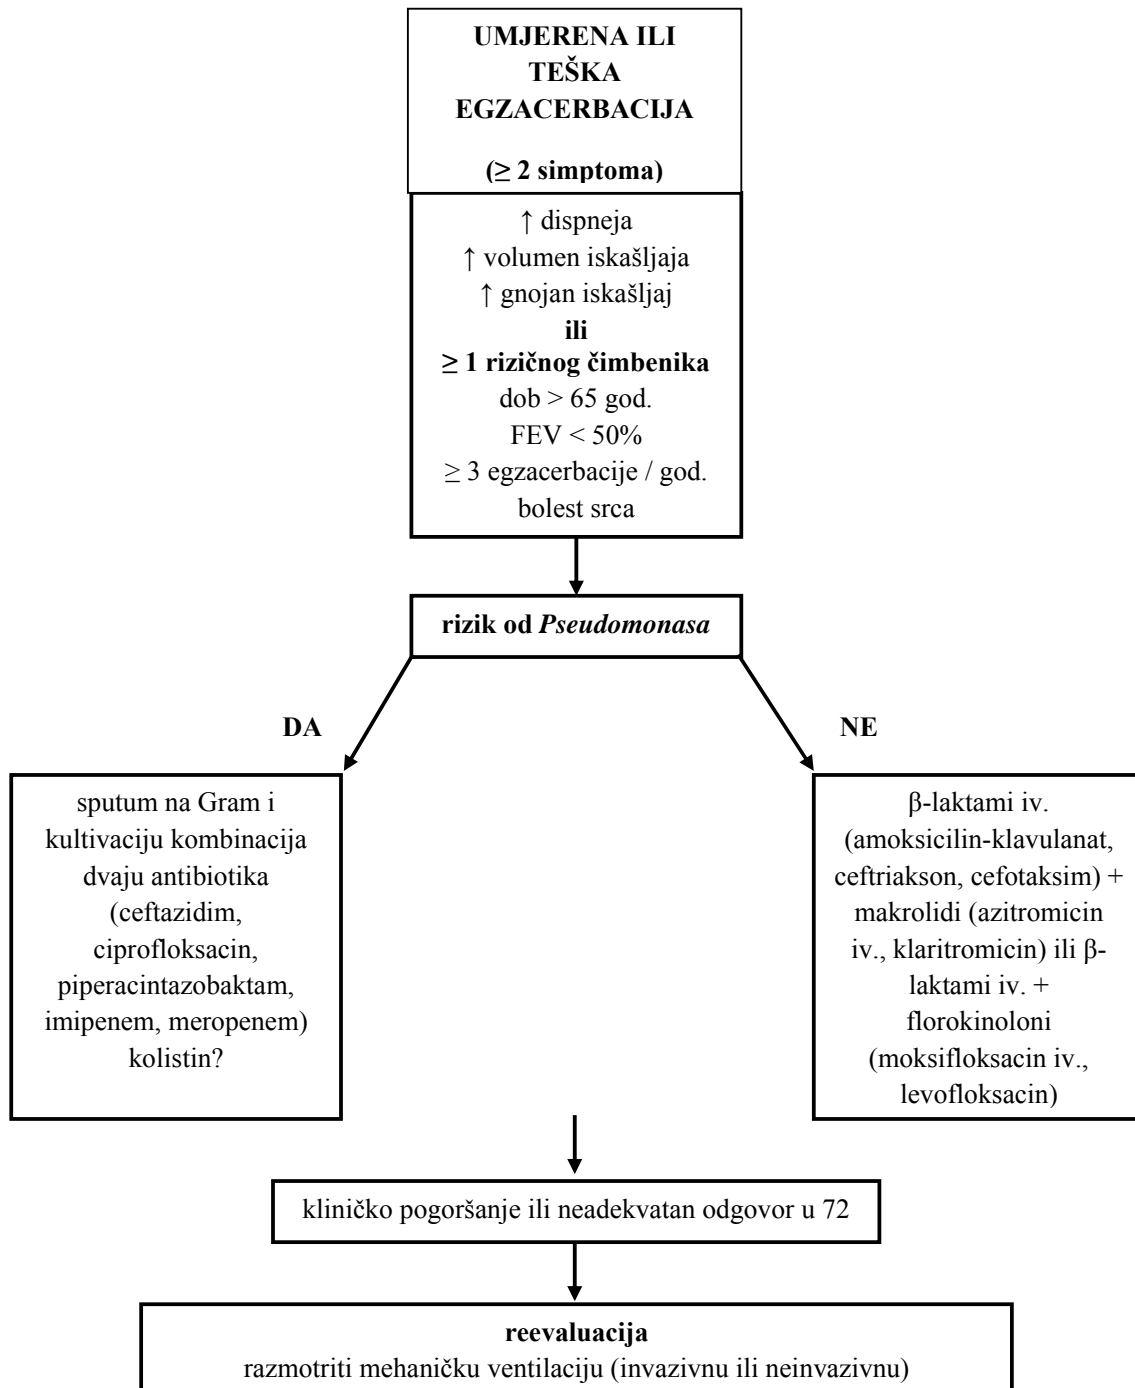 UMJERENA ILI
TEŠKA
EGZACERBACIJA
(≥ 2 simptoma)
↑ dispneja
↑ volumen iskašljaja
↑ gnojan iskašljaj
ili
≥ 1 rizičnog čimbenika
dob > 65 god.
FEV < 50%
≥ 3 egzacerbacije / god.
bolest srca
rizik od Pseudomonasa
DA
NE
sputum na Gram i
kultivaciju kombinacija
dvaju antibiotika
(ceftazidim,
ciprofloksacin,
piperacintazobaktam,
imipenem, meropenem)
kolistin?
β-laktami iv.
(amoksicilin-klavulanat,
ceftriakson, cefotaksim) +
makrolidi (azitromicin
iv., klaritromicin) ili β-
laktami iv. +
florokinoloni
(moksifloksacin iv.,
levofloksacin)
kliničko pogoršanje ili neadekvatan odgovor u 72
reevaluacija
razmotriti mehaničku ventilaciju (invazivnu ili neinvazivnu)